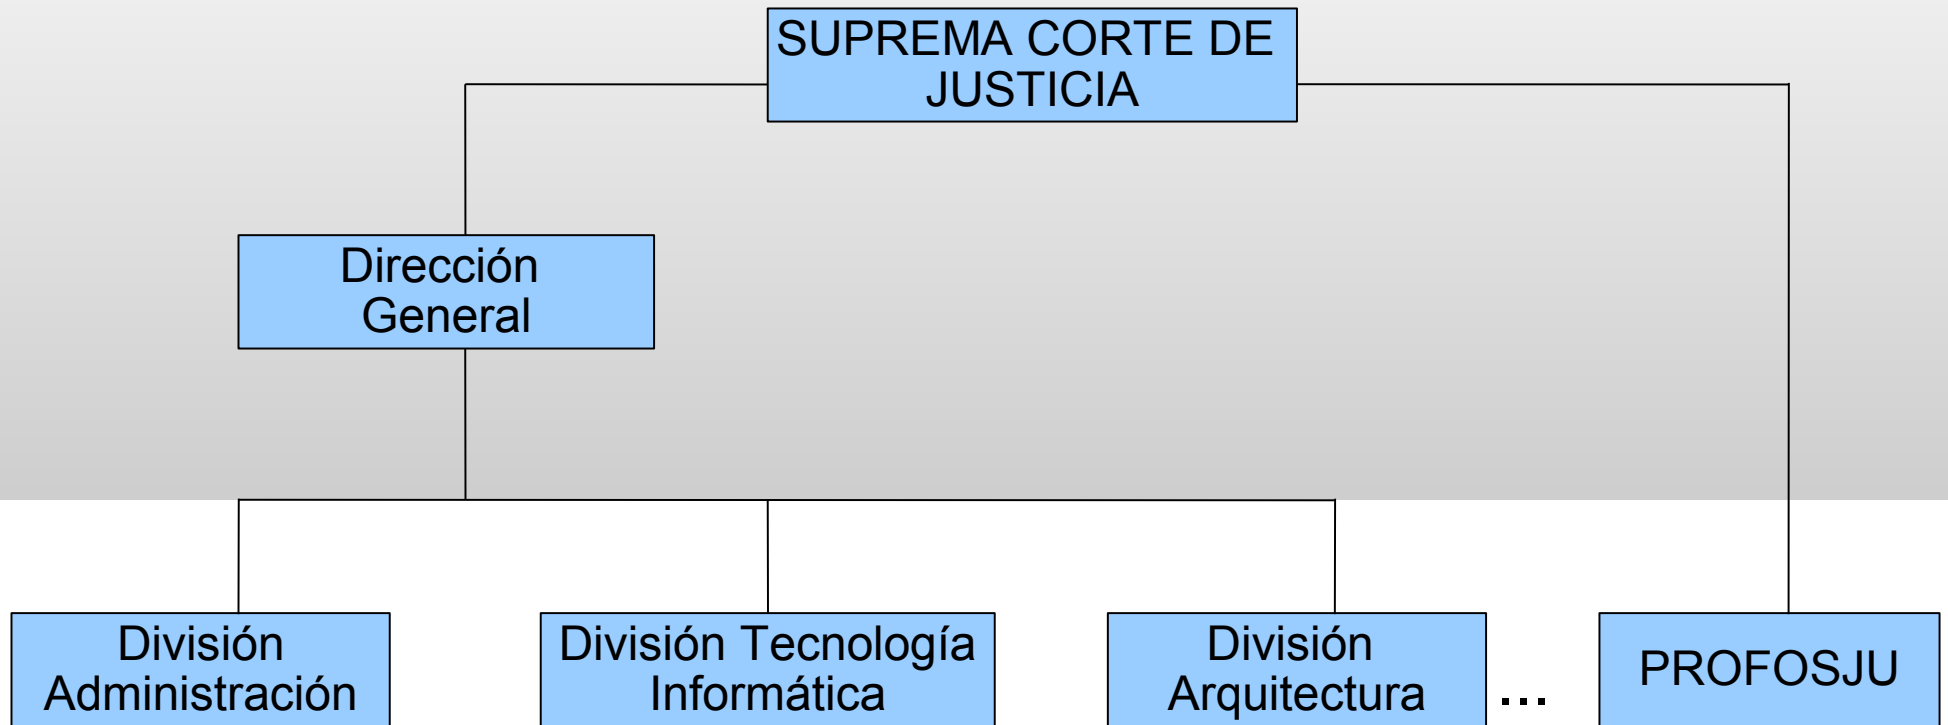 SUPREMA CORTE DE
JUSTICIA
Dirección
General
División
Administración
División Tecnología
Informática
División
Arquitectura
...
PROFOSJU